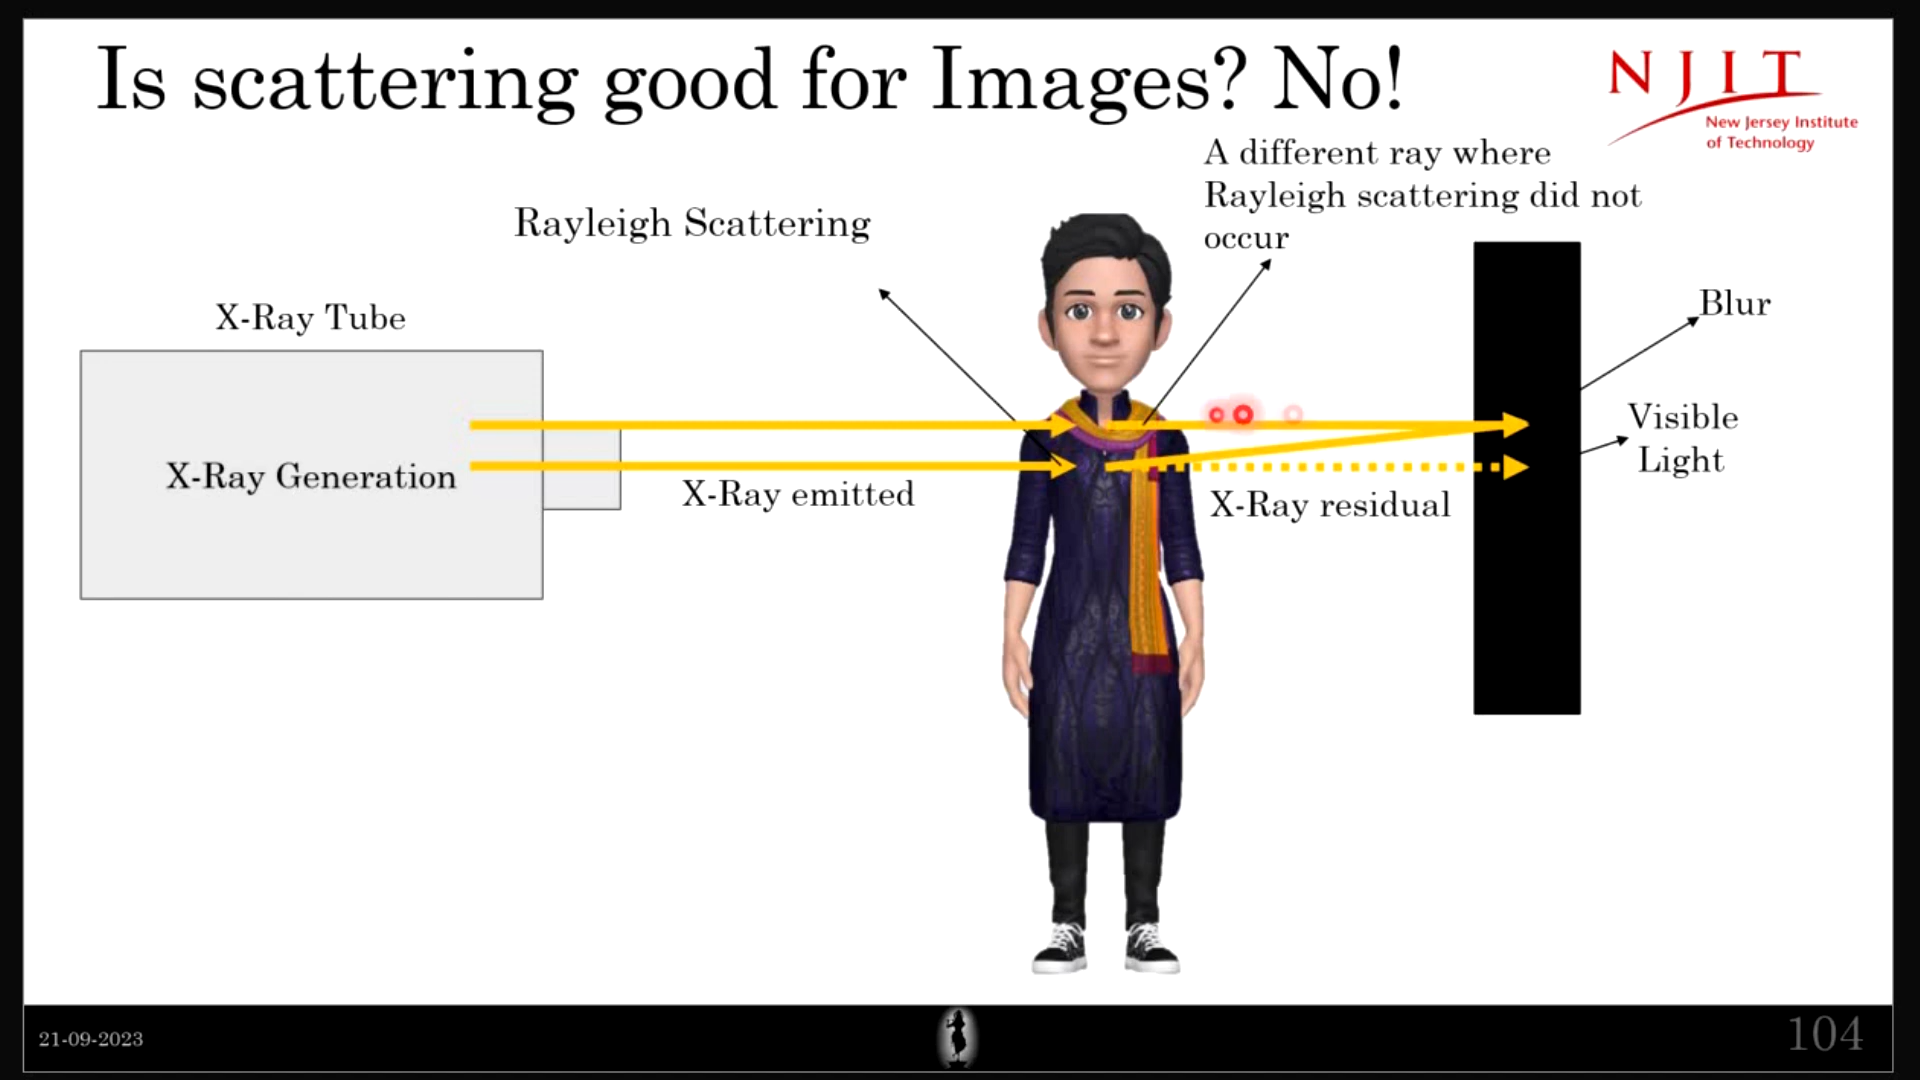 Is scattering good for Images? No!
NJIT
New Jersey Institute
of Technology
A different ray where
Rayleigh scattering did not
occur
Rayleigh Scattering
X-Ray Tube
Blur
Visible
Light
X-Ray Generation
X-Ray emitted
X-Ray residual
21-09-2023
104